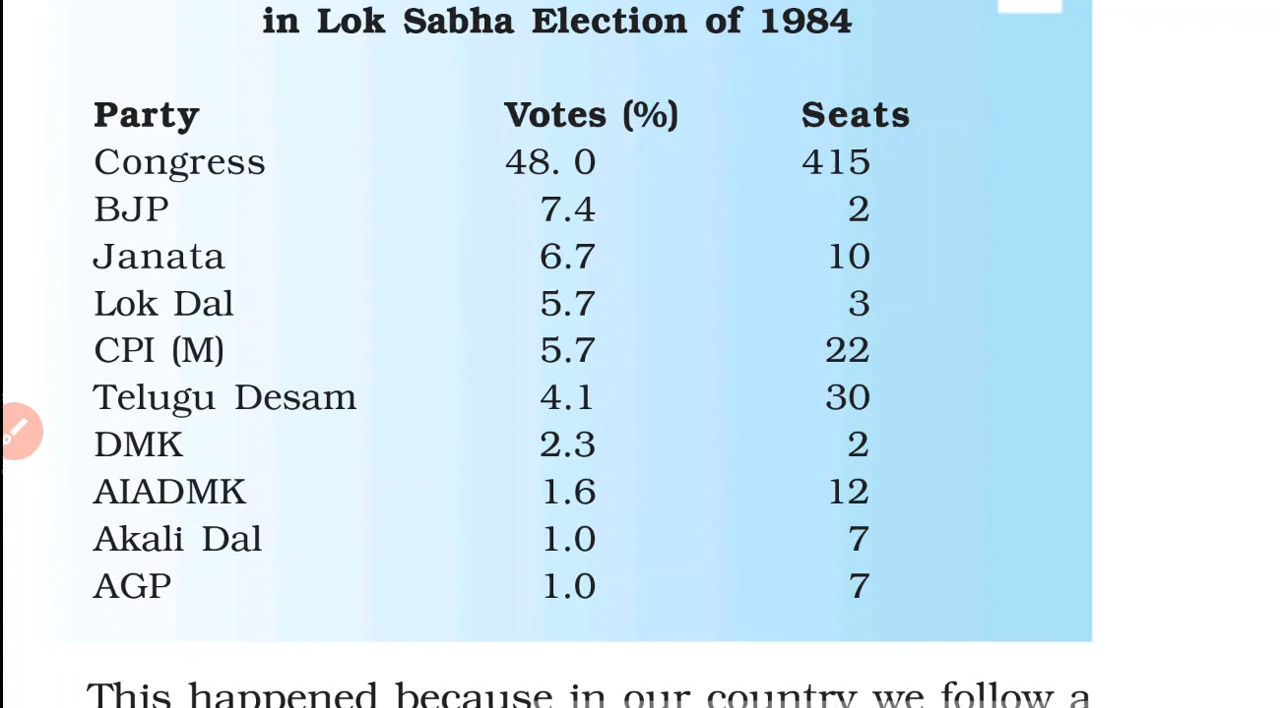 in Lok Sabha Election of 1984
Party Votes (%) Seats
Congress 48. 0 415
BJP 7.4 2
Janata 6.7 10
Lok Dal 5.7 3
CPI (M) 5.7 22
Telugu Desam 4.1 30
DMK 2.3 2
AIADMK 1.6 12
Akali Dal 1.0 7
AGP 1.0 7
This happened because in our country we follow a